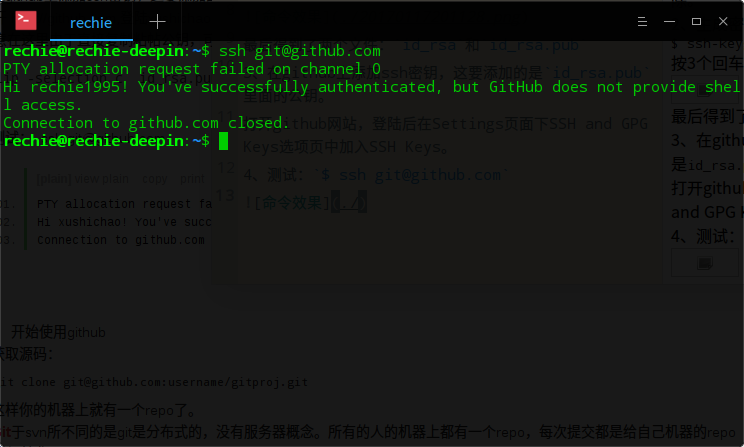 rechie
rechie@rechie-deepin:~$ ssh git@github.com
PTY allocation request failed on channel 0
Hi rechie1995! You've successfully authenticated, but GitHub does not provide shel
l access.
Connection to github.com closed.
rechie@rechie-deepin:~$
id_rsa 和 id_rsa.pub
ssh密钥，这要添加的是`id_rsa.pub`
github网站，登陆后在Settings页面下SSH and GPG
Keys选项页中加入SSH Keys。
12
4、测试：`$ ssh git@github.com`
13
![命令效果](./)
$ ssh-key
按3个回车
最后得到了
3、在gith
是id_rsa.
打开github
and GPG K
4、测试：
[plain] view plain copy print
01. PTY allocation request fa
02. Hi xushichao! You've succ
03. Connection to github.com
开始使用github
获取源码：
git clone git@github.com:username/gitproj.git
这样你的机器上就有一个repo了。
git于svn所不同的是git是分布式的，没有服务器概念。所有的人的机器上都有一个repo，每次提交都是给自己机器的repo